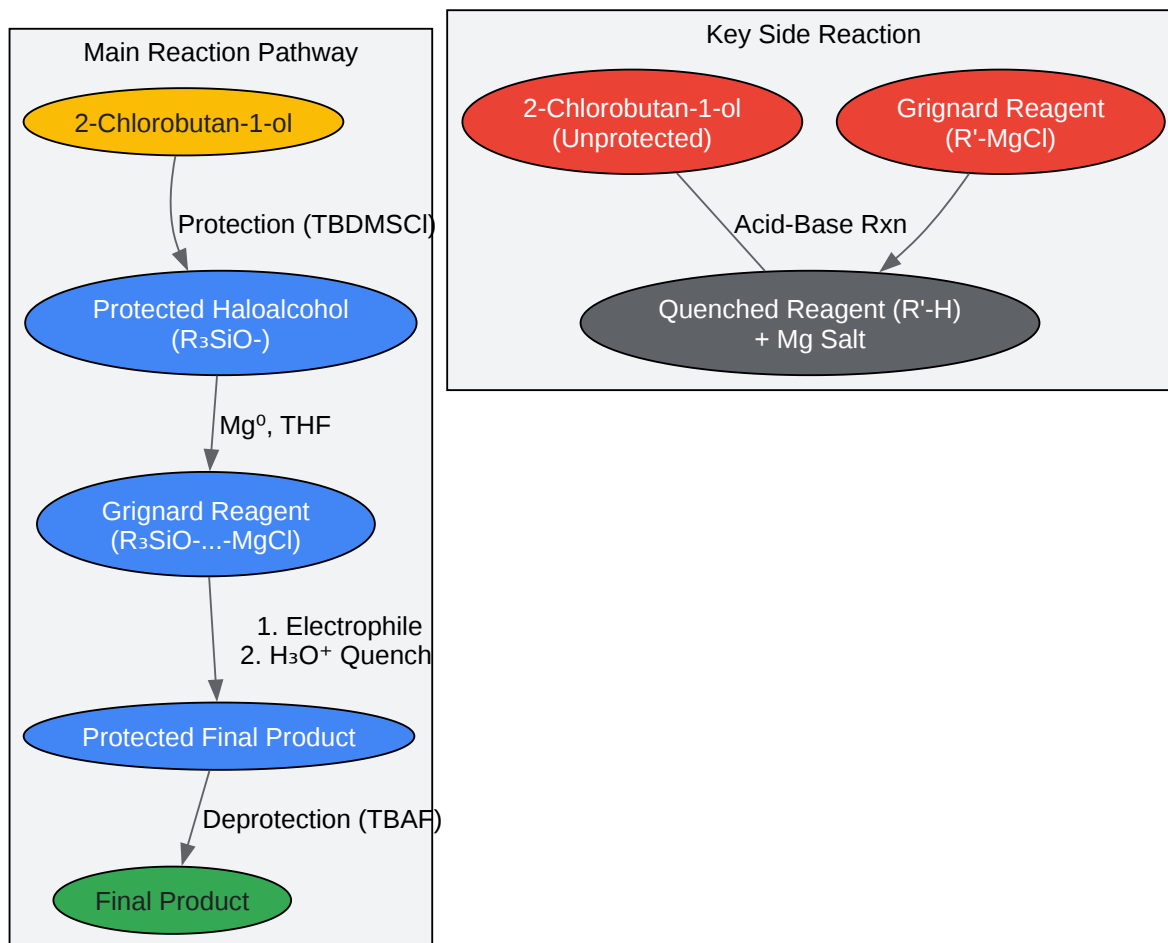 Main Reaction Pathway
2-Chlorobutan-1-ol
Protection (TBDMSCl)
Protected Haloalcohol
(R₃SiO-)
Mg⁰, THF
Grignard Reagent
(R₃SiO-...-MgCl)
1. Electrophile
2. H₃O⁺ Quench
Protected Final Product
Deprotection (TBAF)
Final Product
Key Side Reaction
2-Chlorobutan-1-ol
(Unprotected)
Grignard Reagent
(R'-MgCl)
Acid-Base Rxn
Quenched Reagent (R'-H)
+ Mg Salt